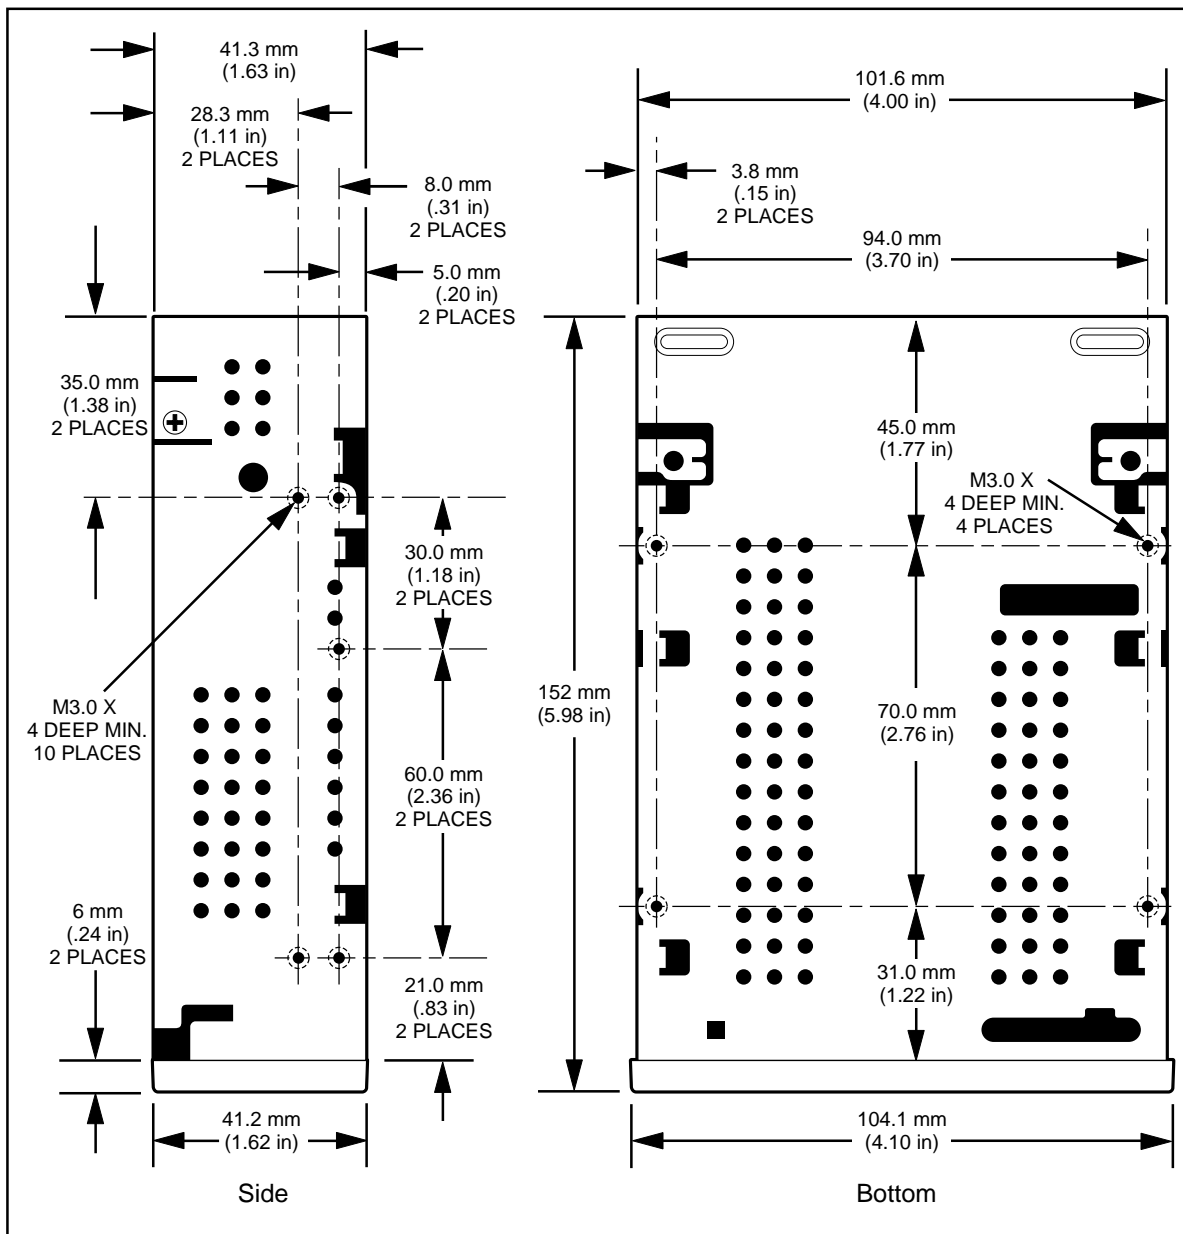 41.3 mm
(1.63 in)
28.3 mm
(1.11 in)
2 PLACES
8.0 mm
(.31 in)
2 PLACES
5.0 mm
(.20 in)
2 PLACES
35.0 mm
(1.38 in)
2 PLACES
30.0 mm
(1.18 in)
2 PLACES
M3.0 X
4 DEEP MIN.
10 PLACES
60.0 mm
(2.36 in)
2 PLACES
6 mm
(.24 in)
2 PLACES
21.0 mm
(.83 in)
2 PLACES
41.2 mm
(1.62 in)
Side
101.6 mm
(4.00 in)
3.8 mm
(.15 in)
2 PLACES
94.0 mm
(3.70 in)
45.0 mm
(1.77 in)
M3.0 X
4 DEEP MIN.
4 PLACES
152 mm
(5.98 in)
70.0 mm
(2.76 in)
31.0 mm
(1.22 in)
104.1 mm
(4.10 in)
Bottom